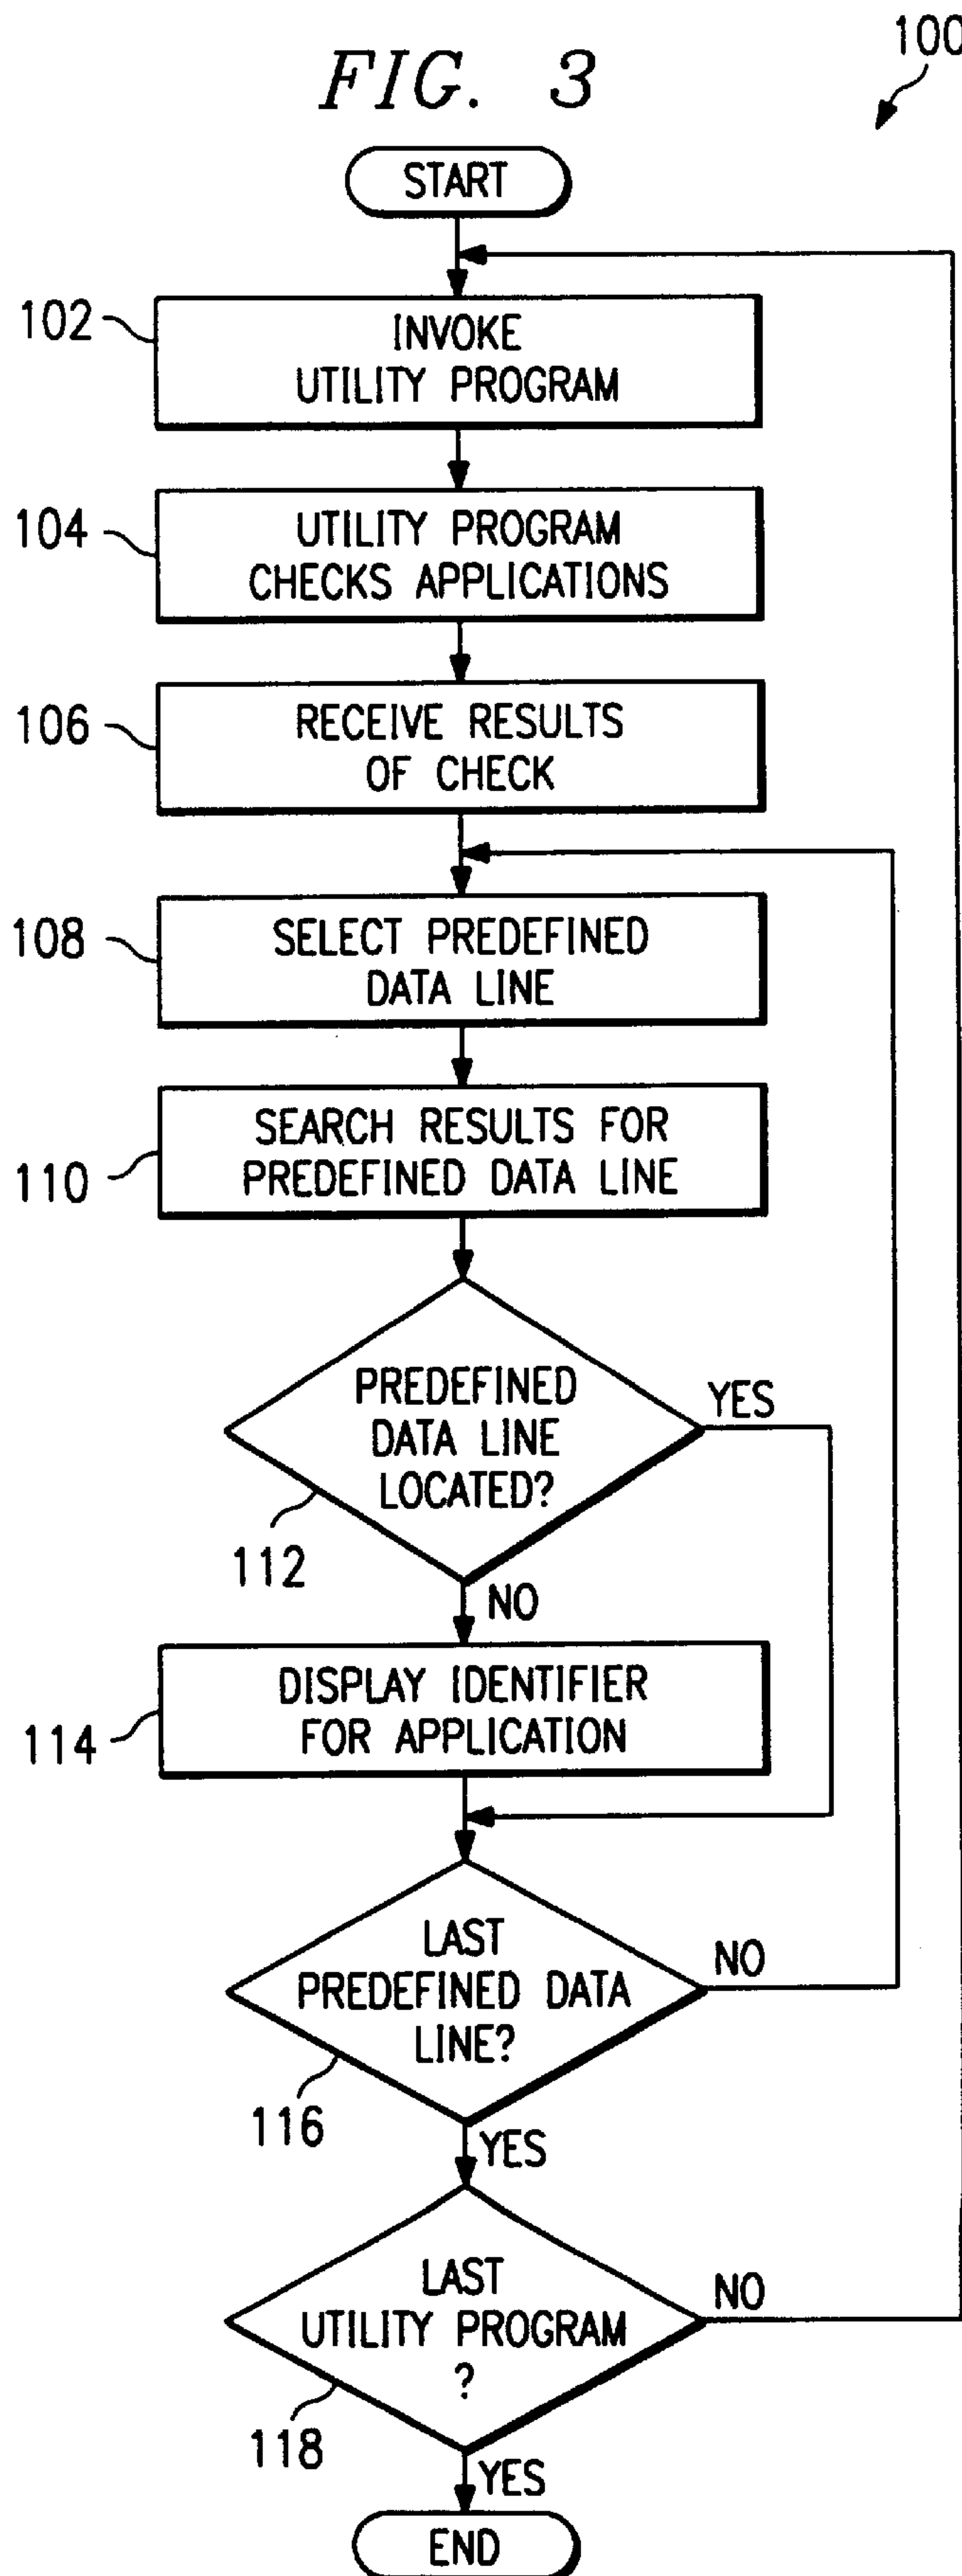 100
FIG. 3
START
102
INVOKE
UTILITY PROGRAM
104
UTILITY PROGRAM
CHECKS APPLICATIONS
106
RECEIVE RESULTS
OF CHECK
108
SELECT PREDEFINED
DATA LINE
110
SEARCH RESULTS FOR
PREDEFINED DATA LINE
PREDEFINED
DATA LINE
LOCATED?
YES
112
NO
114
DISPLAY IDENTIFIER
FOR APPLICATION
LAST
PREDEFINED DATA
LINE?
NO
116
YES
LAST
UTILITY PROGRAM
?
NO
118
YES
END